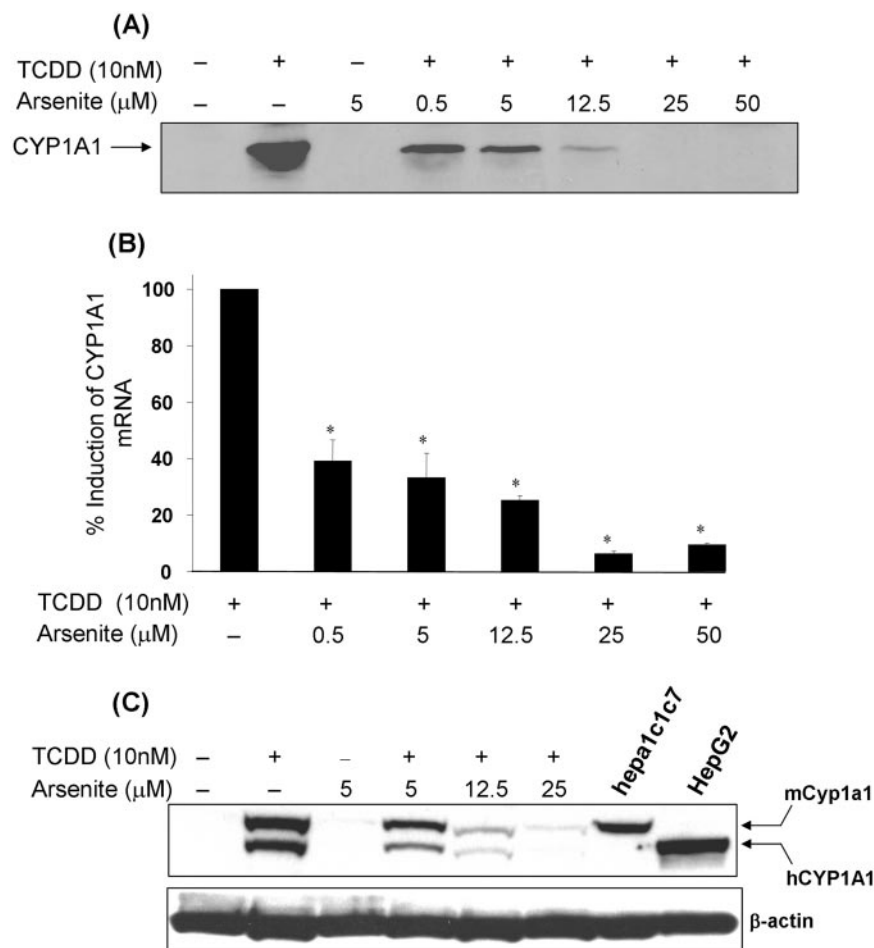 (A)
TCDD (10nM) – + – + + + + +
Arsenite (μM) – – 5 0.5 5 12.5 25 50
CYP1A1
(B)
% Induction of CYP1A1
mRNA
100
80
60
40
20
0
* * * * *
TCDD (10nM) + + + + + +
Arsenite (μM) – 0.5 5 12.5 25 50
(C)
hepa1c1c7
HepG2
TCDD (10nM) – + – + + +
Arsenite (μM) – – 5 5 12.5 25
mCyp1a1
hCYP1A1
β-actin